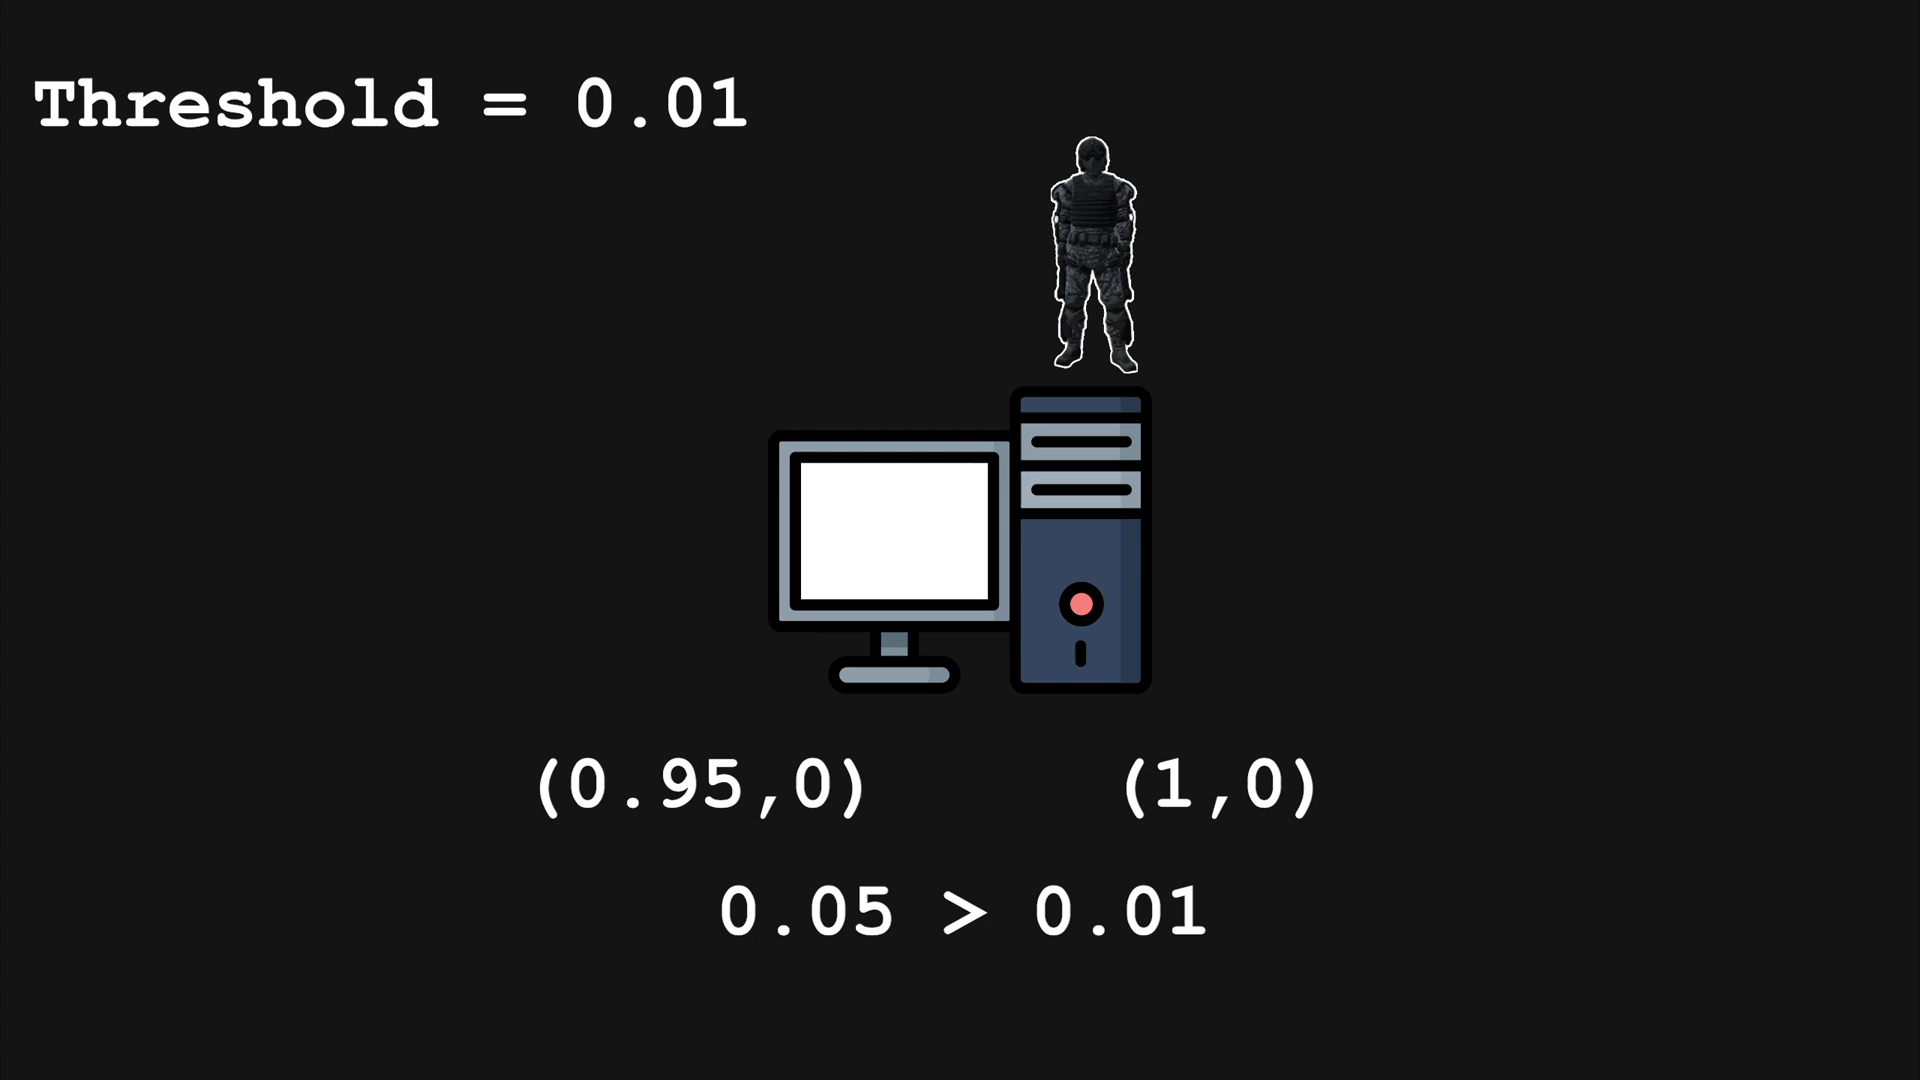 Threshold = 0.01
(0.95,0) (1,0)
0.05 > 0.01